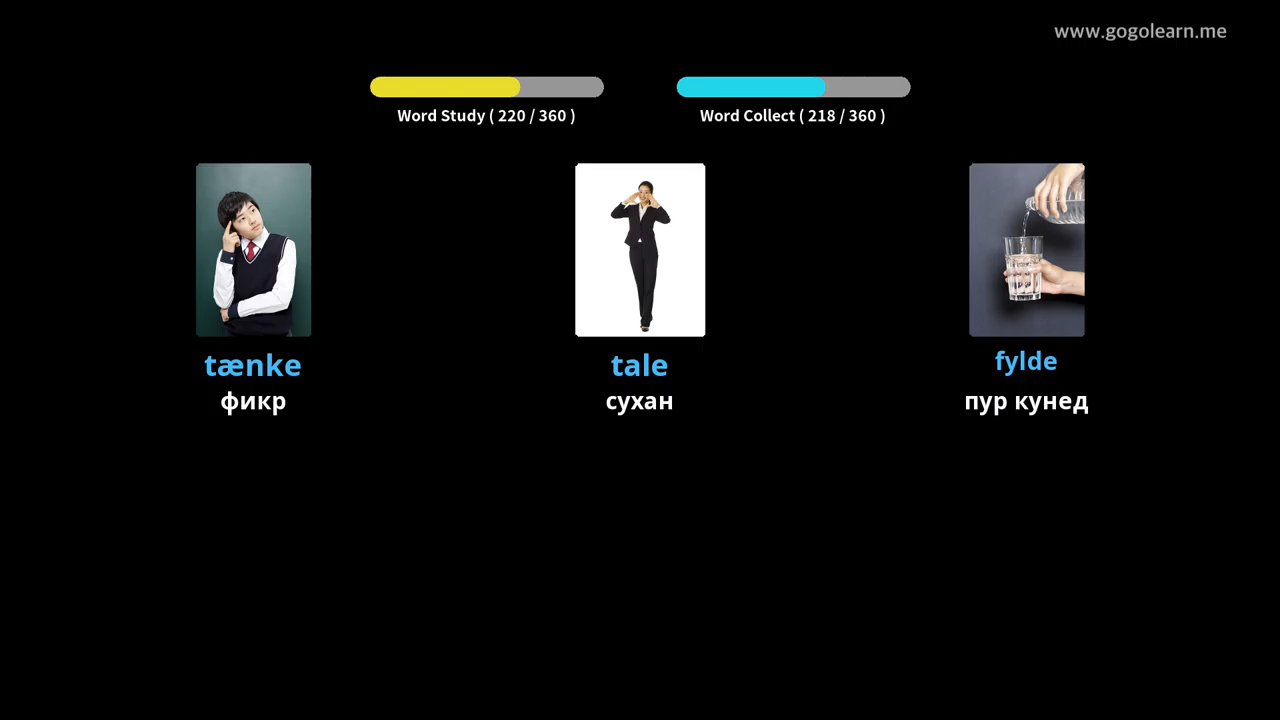 www.gogolearn.me
Word Study ( 220 / 360 )
Word Collect ( 218 / 360 )
tænke
фикр
tale
сухан
fylde
пур кунед